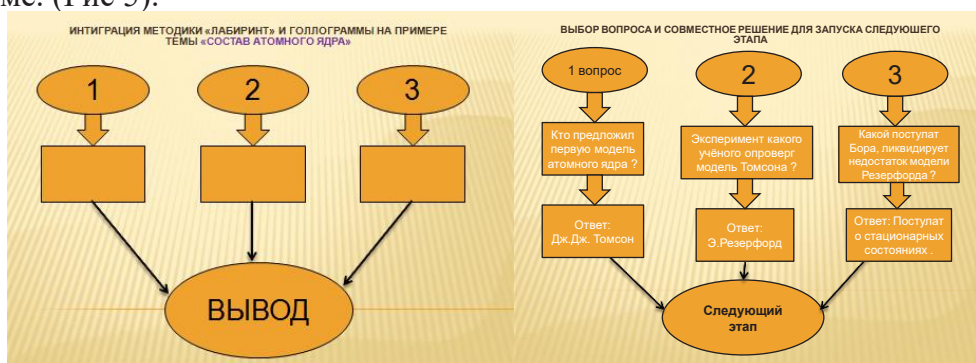 ме. (Рис 3).
ИНТИГРАЦИЯ МЕТОДИКИ «ЛАБИРИНТ» И ГОЛЛОГРАММЫ НА ПРИМЕРЕ
ТЕМЫ «СОСТАВ АТОМНОГО ЯДРА»
1
2
3
ВЫВОД
ВЫБОР ВОПРОСА И СОВМЕСТНОЕ РЕШЕНИЕ ДЛЯ ЗАПУСКА СЛЕДУЮШЕГО
ЭТАПА
1 вопрос
2
3
Кто предложил
первую модель
атомного ядра ?
Эксперимент какого
учёного опроверг
модель Томсона ?
Какой постулат
Бора, ликвидирует
недостаток модели
Резерфорда ?
Ответ:
Дж.Дж. Томсон
Ответ:
Э.Резерфорд
Ответ: Постулат
о стационарных
состояниях .
Следующий
этап